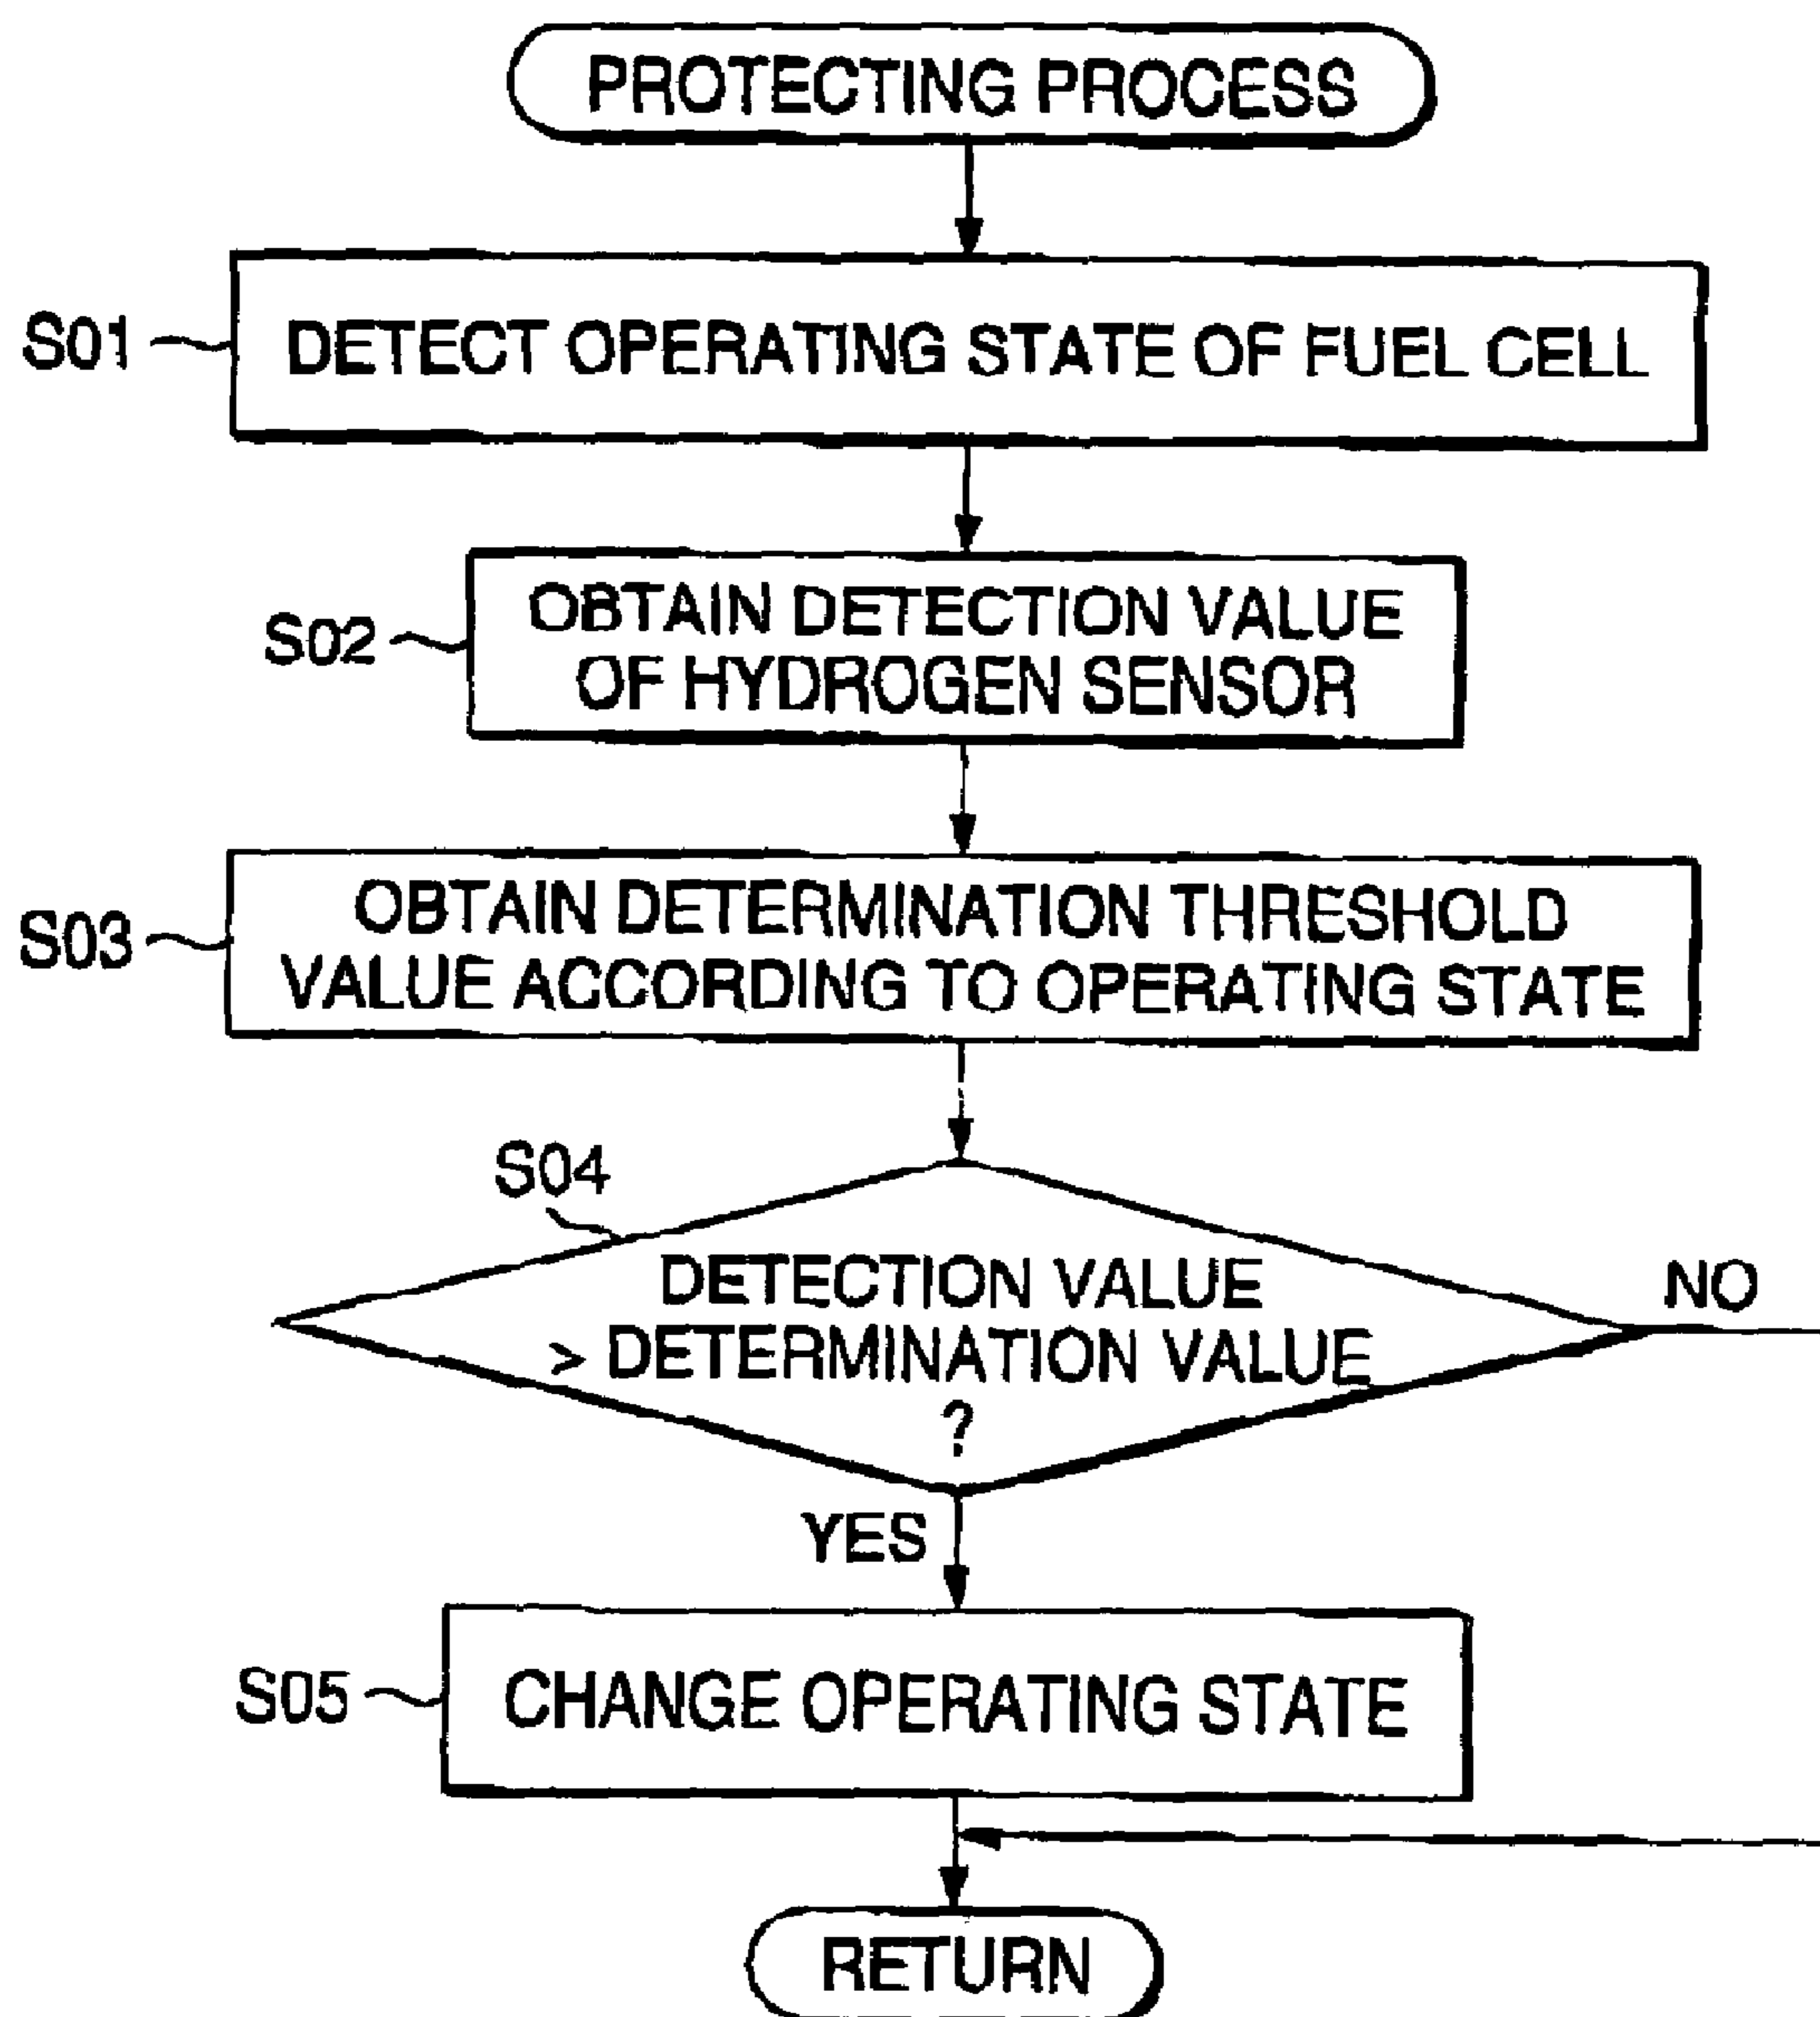 PROTECTING PROCESS
S01
DETECT OPERATING STATE OF FUEL CELL
S02
OBTAIN DETECTION VALUE
OF HYDROGEN SENSOR
S03
OBTAIN DETERMINATION THRESHOLD
VALUE ACCORDING TO OPERATING STATE
S04
DETECTION VALUE
> DETERMINATION VALUE
?
NO
YES
S05
CHANGE OPERATING STATE
RETURN